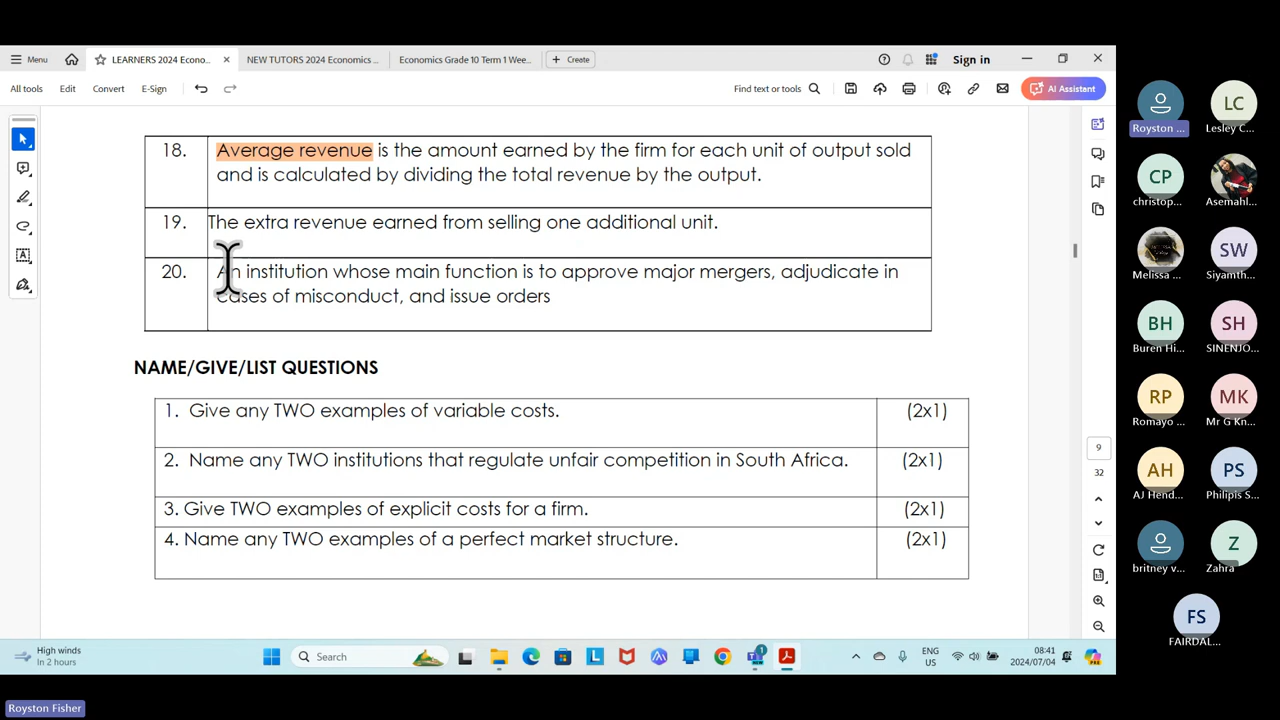 Menu
LEARNERS 2024 Econo...
NEW TUTORS 2024 Economics ...
Economics Grade 10 Term 1 Wee...
+ Create
Sign in
All tools
Edit
Convert
E-Sign
Find text or tools
AI Assistant
18. Average revenue is the amount earned by the firm for each unit of output sold
and is calculated by dividing the total revenue by the output.
19. The extra revenue earned from selling one additional unit.
20. An institution whose main function is to approve major mergers, adjudicate in
cases of misconduct, and issue orders
NAME/GIVE/LIST QUESTIONS
1. Give any TWO examples of variable costs. (2x1)
2. Name any TWO institutions that regulate unfair competition in South Africa. (2x1)
3. Give TWO examples of explicit costs for a firm. (2x1)
4. Name any TWO examples of a perfect market structure. (2x1)
9
32
Royston ...
LC
Lesley C...
CP
christop...
Asemahl...
Melissa ...
SW
Siyamth...
BH
Buren Hi...
SH
SINENJO...
RP
Romayo ...
MK
Mr G Kn...
AH
AJ Hend...
PS
Philipis S...
britney v...
Z
Zahra
FS
FAIRDAL...
High winds
In 2 hours
Search
ENG
US
08:41
2024/07/04
Royston Fisher